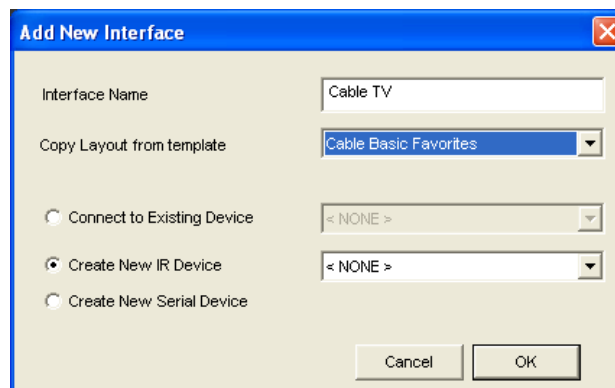 Add New Interface
Interface Name
Cable TV
Copy Layout from template
Cable Basic Favorites
Connect to Existing Device
< NONE >
Create New IR Device
< NONE >
Create New Serial Device
Cancel
OK